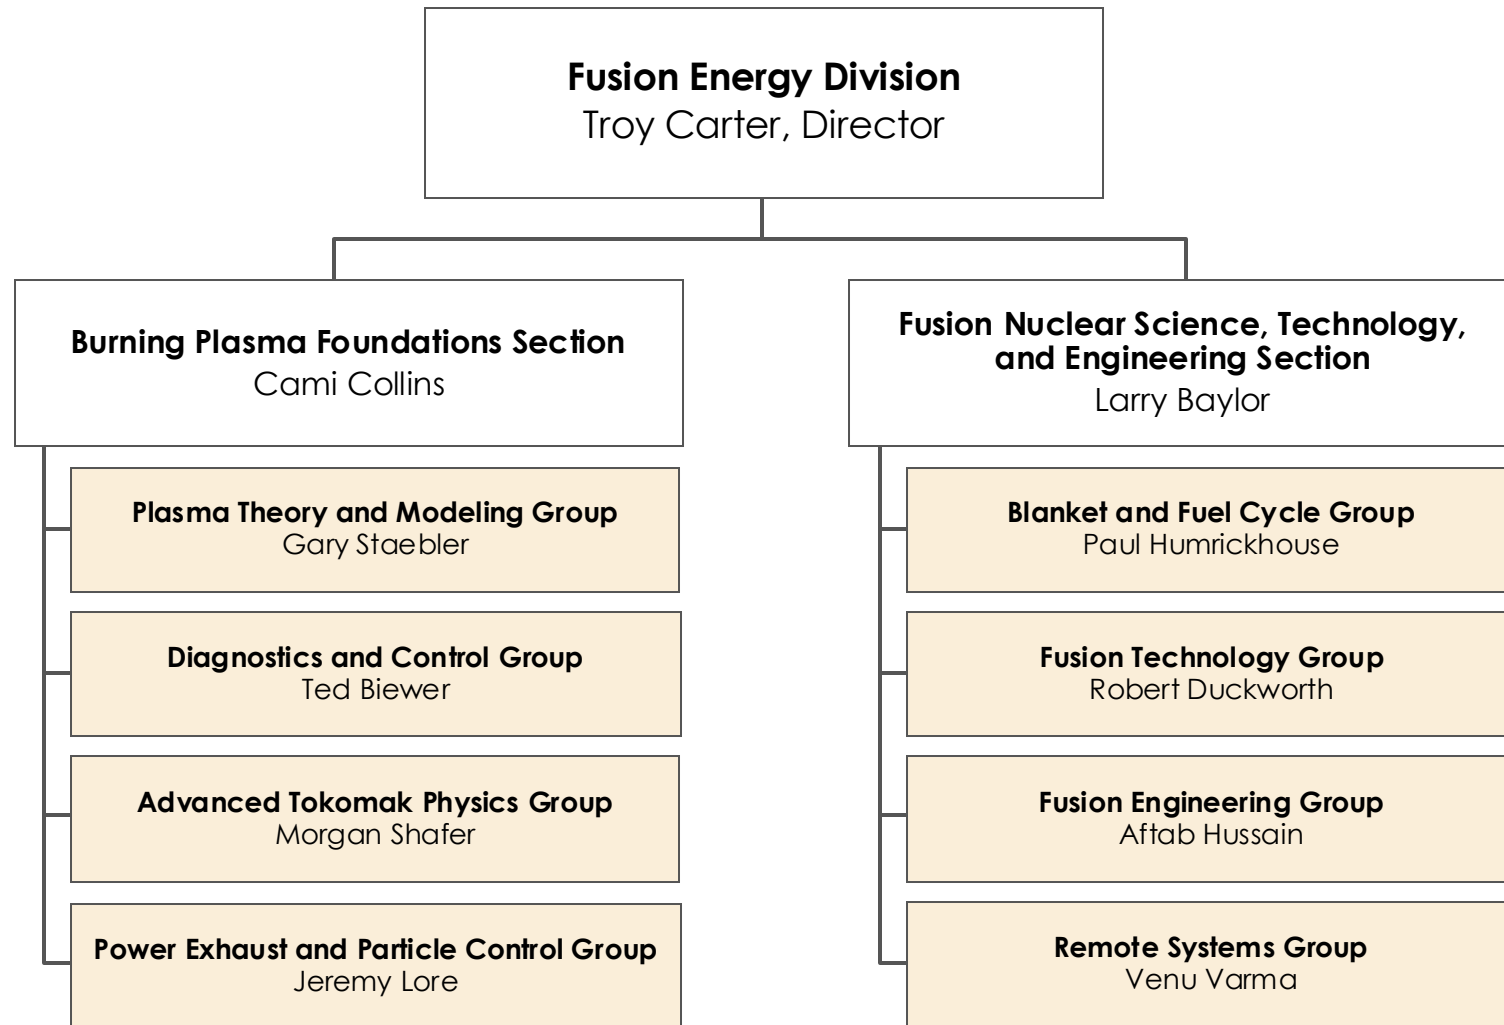 Fusion Energy Division
Troy Carter, Director
Burning Plasma Foundations Section
Cami Collins
Plasma Theory and Modeling Group
Gary Staebler
Diagnostics and Control Group
Ted Biewer
Advanced Tokomak Physics Group
Morgan Shafer
Power Exhaust and Particle Control Group
Jeremy Lore
Fusion Nuclear Science, Technology,
and Engineering Section
Larry Baylor
Blanket and Fuel Cycle Group
Paul Humrickhouse
Fusion Technology Group
Robert Duckworth
Fusion Engineering Group
Aftab Hussain
Remote Systems Group
Venu Varma